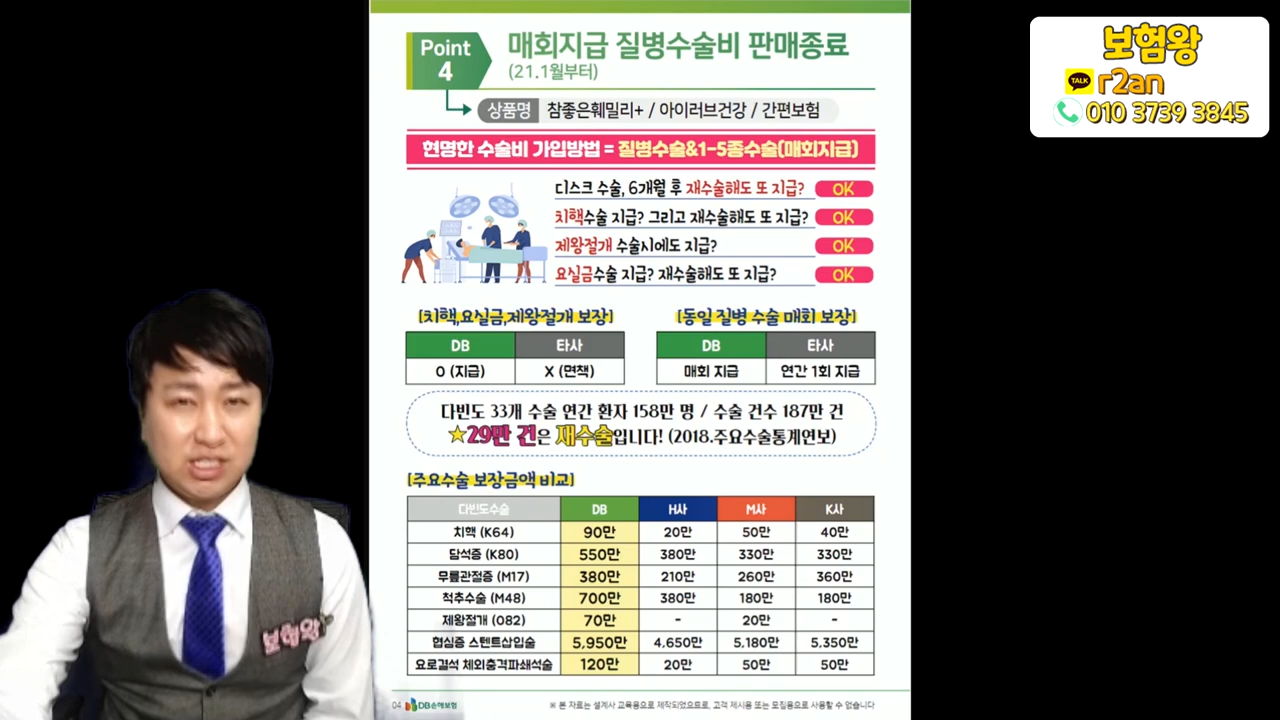 Point
4
매회지급 질병수술비 판매종료
(21.1월부터)
상품명 참좋은훼밀리+ / 아이러브건강 / 간편보험
현명한 수술비 가입방법 = 질병수술&1-5종수술(매회지급)
디스크 수술, 6개월 후 재수술해도 또 지급? OK
치핵수술 지급? 그리고 재수술해도 또 지급? OK
제왕절개 수술시에도 지급? OK
요실금수술 지급? 재수술해도 또 지급? OK
[치핵,요실금,제왕절개 보장]
DB 타사
O (지급) X (면책)
[동일 질병 수술 매회 보장]
DB 타사
매회 지급 연간 1회 지급
다빈도 33개 수술 연간 환자 158만 명 / 수술 건수 187만 건
★29만 건은 재수술입니다! (2018.주요수술통계연보)
[주요수술 보장금액 비교]
다빈도수술 DB H사 M사 K사
치핵 (K64) 90만 20만 50만 40만
담석증 (K80) 550만 380만 330만 330만
무릎관절증 (M17) 380만 210만 260만 360만
척추수술 (M48) 700만 380만 180만 180만
제왕절개 (O82) 70만 - 20만 -
협심증 스텐트삽입술 5,950만 4,650만 5,180만 5,350만
요로결석 체외충격파쇄석술 120만 20만 50만 50만
04 DB손해보험
※ 본 자료는 설계사 교육용으로 제작되었으므로, 고객 제시용 또는 모집용으로 사용할 수 없습니다
보험왕
TALK r2an
010 3739 3845
보험왕